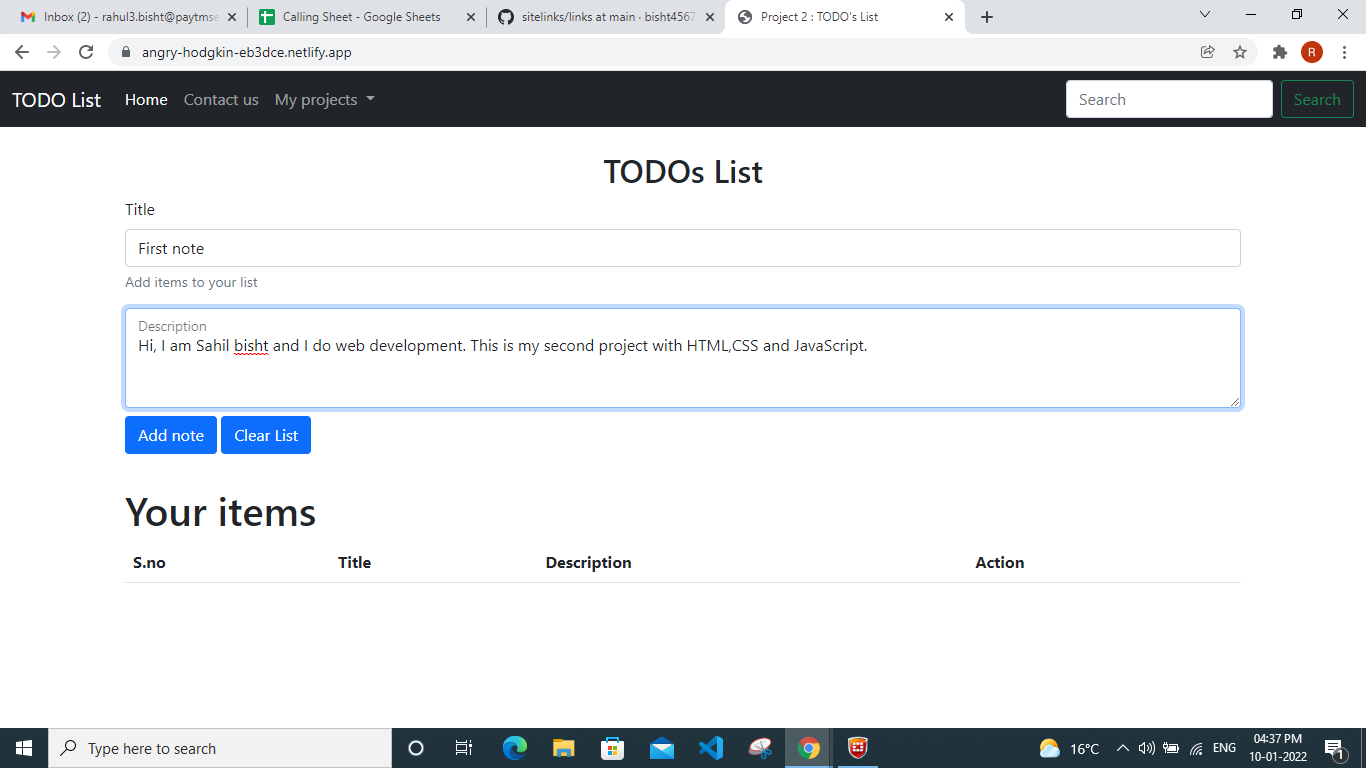 Inbox (2) - rahul3.bisht@paytmse
Calling Sheet - Google Sheets
sitelinks/links at main · bisht4567
Project 2 : TODO's List
angry-hodgkin-eb3dce.netlify.app
R
TODO List Home Contact us My projects Search Search
TODOs List
Title
First note
Add items to your list
Description
Hi, I am Sahil bisht and I do web development. This is my second project with HTML,CSS and JavaScript.
Add note Clear List
Your items
S.no Title Description Action
Type here to search
16°C
ENG
04:37 PM
10-01-2022
1